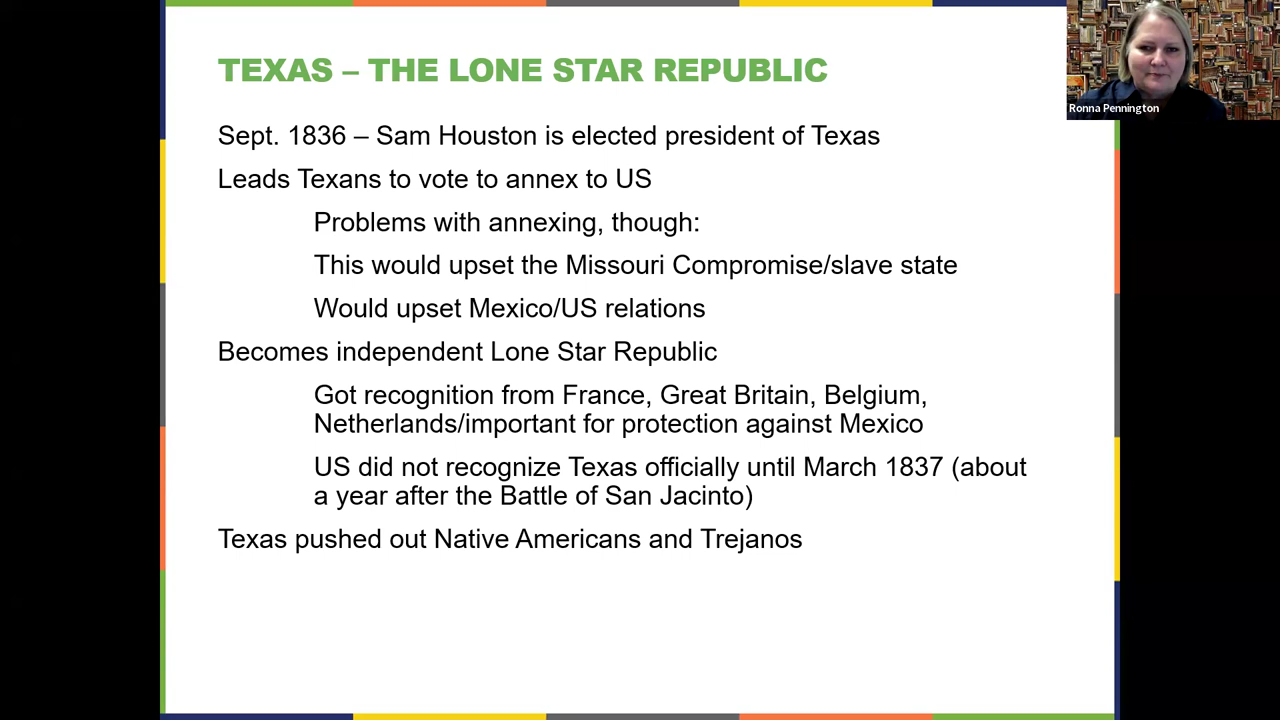 TEXAS – THE LONE STAR REPUBLIC
Ronna Pennington
Sept. 1836 – Sam Houston is elected president of Texas
Leads Texans to vote to annex to US
Problems with annexing, though:
This would upset the Missouri Compromise/slave state
Would upset Mexico/US relations
Becomes independent Lone Star Republic
Got recognition from France, Great Britain, Belgium,
Netherlands/important for protection against Mexico
US did not recognize Texas officially until March 1837 (about
a year after the Battle of San Jacinto)
Texas pushed out Native Americans and Trejanos